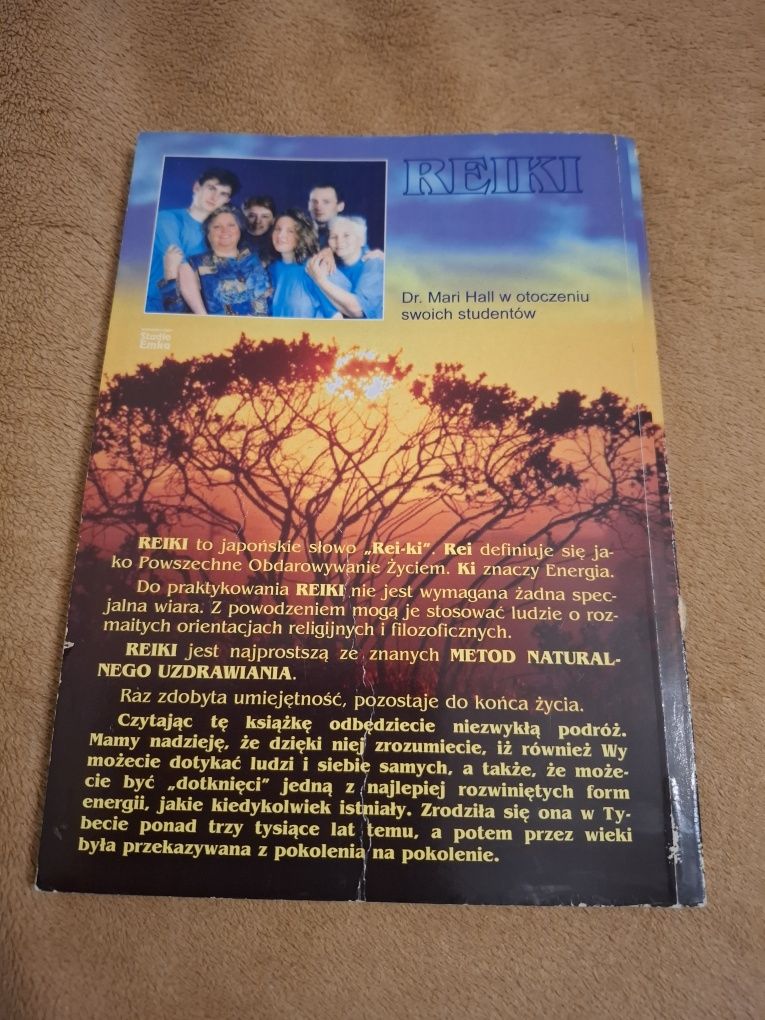 REIKI
Dr. Mari Hall w otoczeniu
swoich studentów
Studio
Emka
REIKI to japońskie słowo „Rei-ki”. Rei definiuje się ja-
ko Powszechne Obdarowywanie Życiem. Ki znaczy Energia.
Do praktykowania REIKI nie jest wymagana żadna spec-
jalna wiara. Z powodzeniem mogą je stosować ludzie o roz-
maitych orientacjach religijnych i filozoficznych.
REIKI jest najprostszą ze znanych METOD NATURAL-
NEGO UZDRAWIANIA.
Raz zdobyta umiejętność, pozostaje do końca życia.
Czytając tę książkę odbędziecie niezwykłą podróż.
Mamy nadzieję, że dzięki niej zrozumiecie, iż również Wy
możecie dotykać ludzi i siebie samych, a także, że może-
cie być „dotknięci” jedną z najlepiej rozwiniętych form
energii, jakie kiedykolwiek istniały. Zrodziła się ona w Ty-
becie ponad trzy tysiące lat temu, a potem przez wieki
była przekazywana z pokolenia na pokolenie.